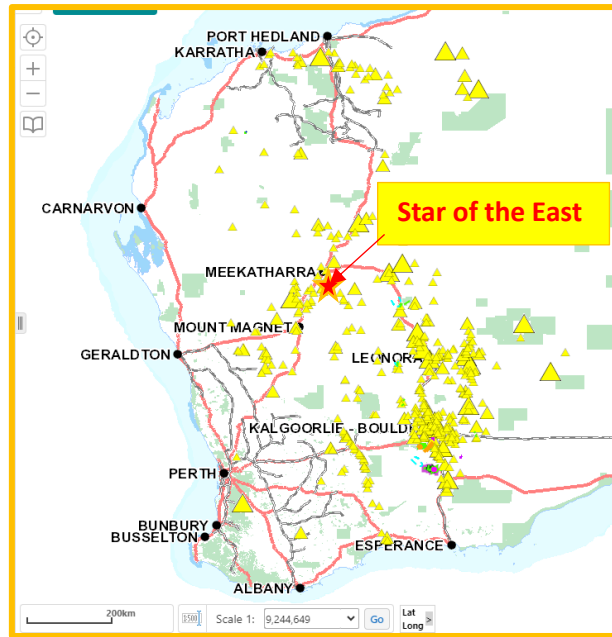 PORT HEDLAND
KARRATHA
CARNARVON
Star of the East
MEEKATHARRA
MOUNT MAGNET
GERALDTON
LEONORA
KALGOORLIE - BOULD
PERTH
BUNBURY
BUSSELTON
ESPERANCE
ALBANY
200km
Scale 1: 9,244,649 Go Lat
Long >